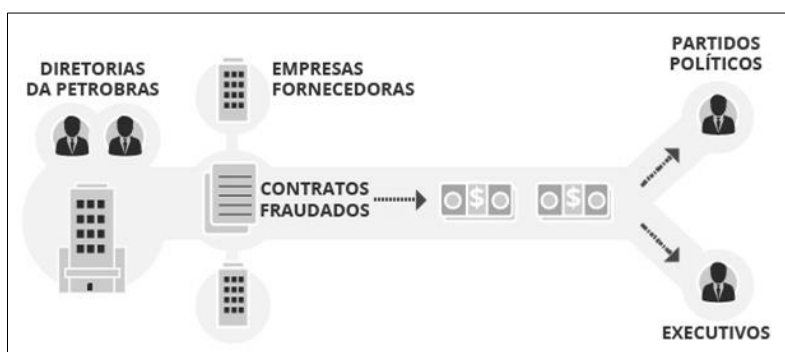 DIRETORIAS
DA PETROBRAS
EMPRESAS
FORNECEDORAS
CONTRATOS
FRAUDADOS
$
$
PARTIDOS
POLÍTICOS
EXECUTIVOS